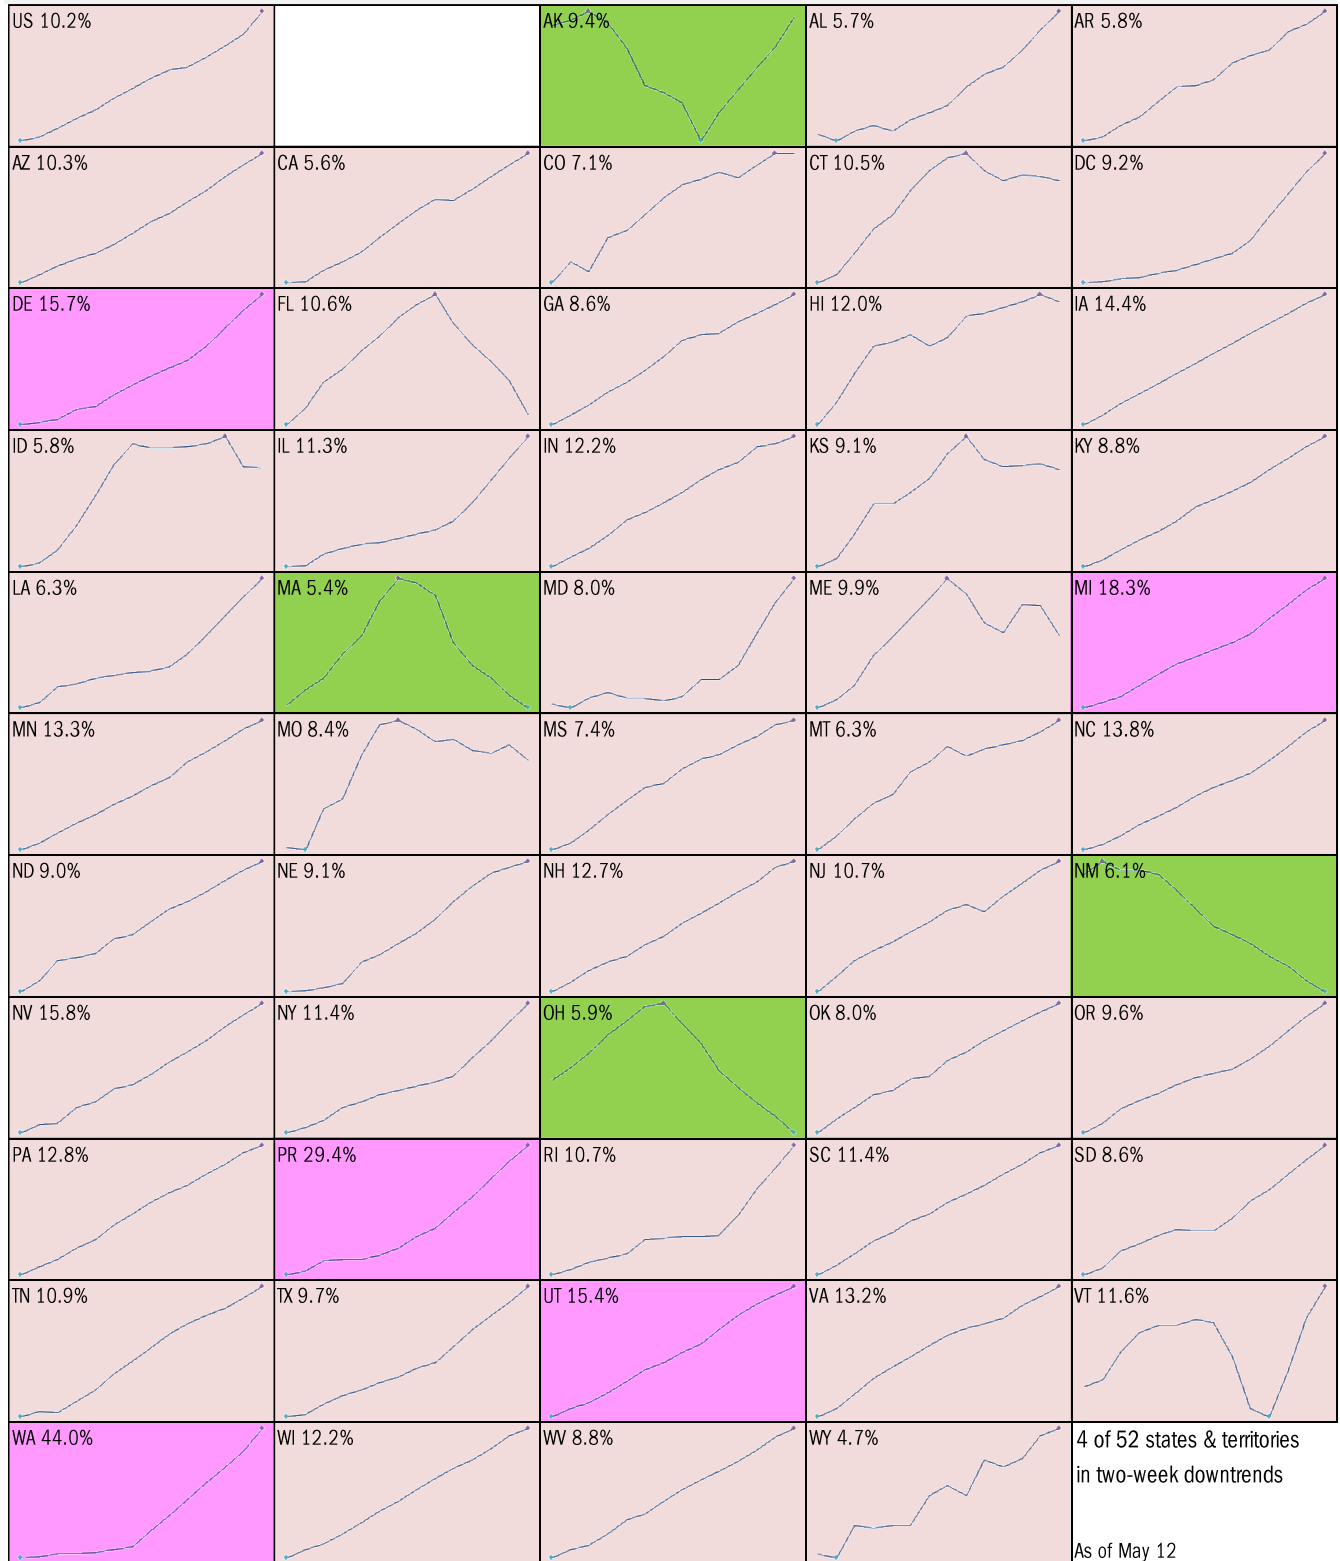 US 10.2%
AK 9.4%
AL 5.7%
AR 5.8%
AZ 10.3%
CA 5.6%
CO 7.1%
CT 10.5%
DC 9.2%
DE 15.7%
FL 10.6%
GA 8.6%
HI 12.0%
IA 14.4%
ID 5.8%
IL 11.3%
IN 12.2%
KS 9.1%
KY 8.8%
LA 6.3%
MA 5.4%
MD 8.0%
ME 9.9%
MI 18.3%
MN 13.3%
MO 8.4%
MS 7.4%
MT 6.3%
NC 13.8%
ND 9.0%
NE 9.1%
NH 12.7%
NJ 10.7%
NM 6.1%
NV 15.8%
NY 11.4%
OH 5.9%
OK 8.0%
OR 9.6%
PA 12.8%
PR 29.4%
RI 10.7%
SC 11.4%
SD 8.6%
TN 10.9%
TX 9.7%
UT 15.4%
VA 13.2%
VT 11.6%
WA 44.0%
WI 12.2%
WV 8.8%
WY 4.7%
4 of 52 states & territories
in two-week downtrends
As of May 12